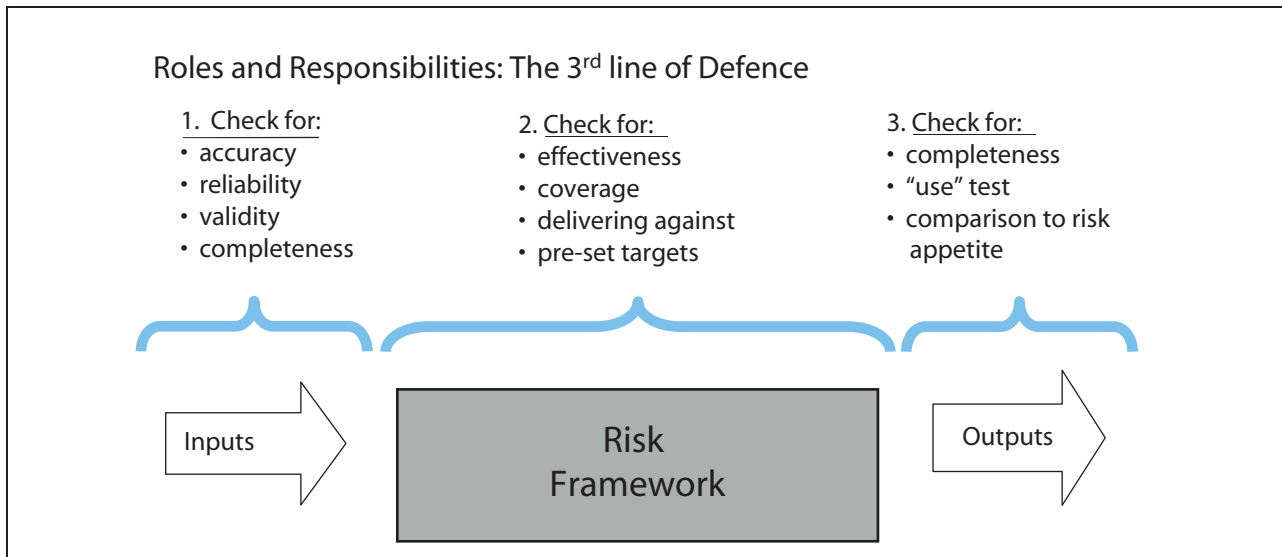 Roles and Responsibilities: The 3rd line of Defence
1. Check for:
• accuracy
• reliability
• validity
• completeness
2. Check for:
• effectiveness
• coverage
• delivering against
• pre-set targets
3. Check for:
• completeness
• “use” test
• comparison to risk
appetite
Inputs
Risk
Framework
Outputs